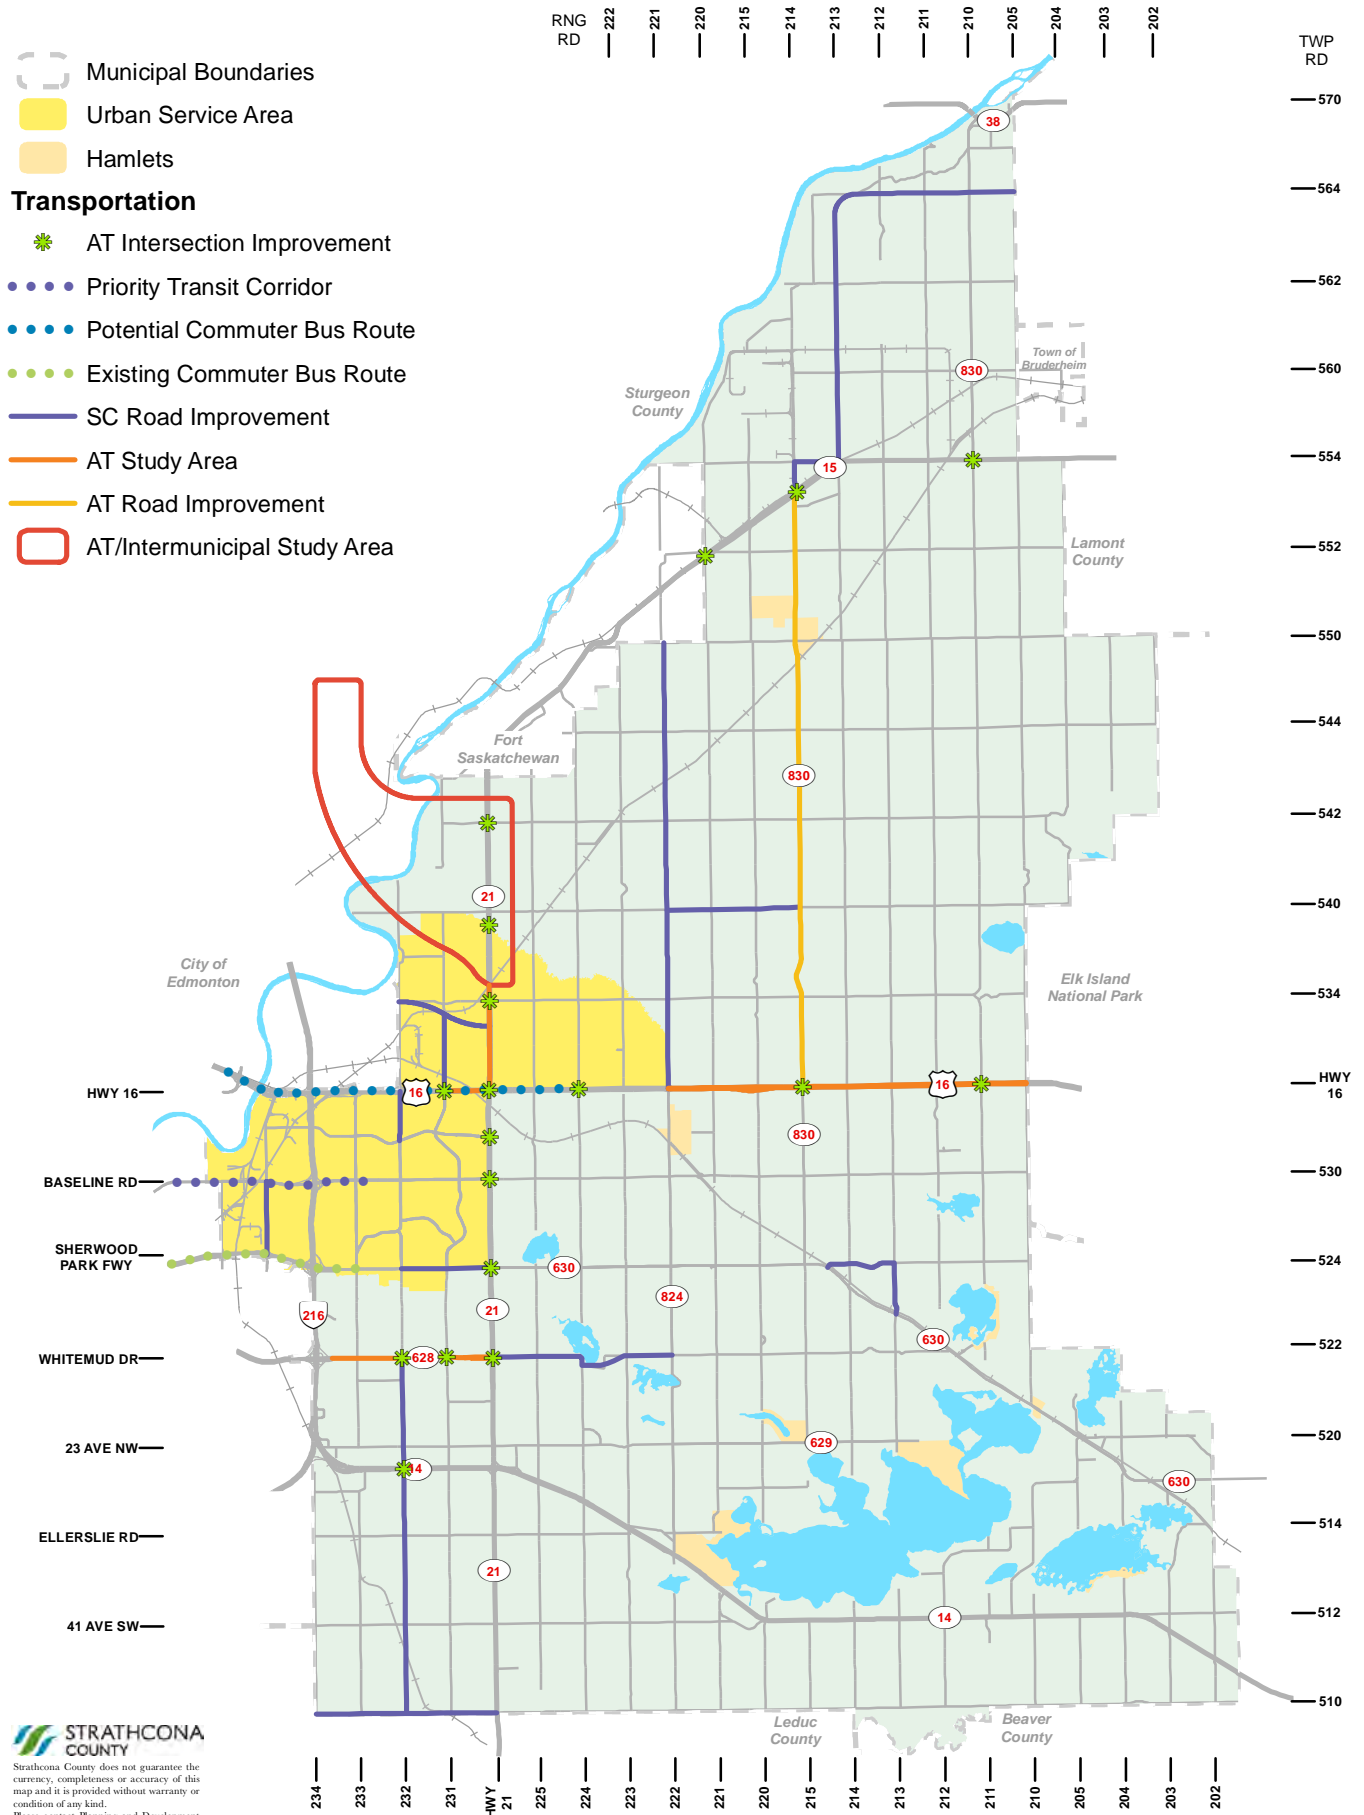 RNG
RD
222
221
220
215
214
213
212
211
210
205
204
203
202
TWP
RD
Municipal Boundaries
Urban Service Area
Hamlets
Transportation
AT Intersection Improvement
Priority Transit Corridor
Potential Commuter Bus Route
Existing Commuter Bus Route
SC Road Improvement
AT Study Area
AT Road Improvement
AT/Intermunicipal Study Area
570
564
562
560
554
552
550
544
542
540
534
HWY
16
530
524
522
520
514
512
510
38
Town of
Bruderheim
830
Sturgeon
County
15
Lamont
County
Fort
Saskatchewan
830
21
City of
Edmonton
Elk Island
National Park
HWY 16
16
16
830
BASELINE RD
SHERWOOD
PARK FWY
630
824
216
21
630
WHITEMUD DR
628
23 AVE NW
629
14
630
ELLERSLIE RD
21
14
41 AVE SW
Leduc
County
Beaver
County
STRATHCONA
COUNTY
Strathcona County does not guarantee the
currency, completeness or accuracy of this
map and it is provided without warranty or
condition of any kind.
Please contact Planning and Development
234
233
232
231
HWY
21
225
224
223
222
221
220
215
214
213
212
211
210
205
204
203
202